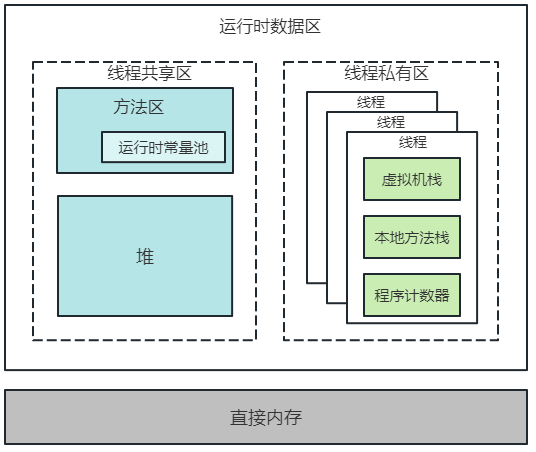 运行时数据区
线程共享区
方法区
运行时常量池
堆
线程私有区
线程
线程
线程
虚拟机栈
本地方法栈
程序计数器
直接内存